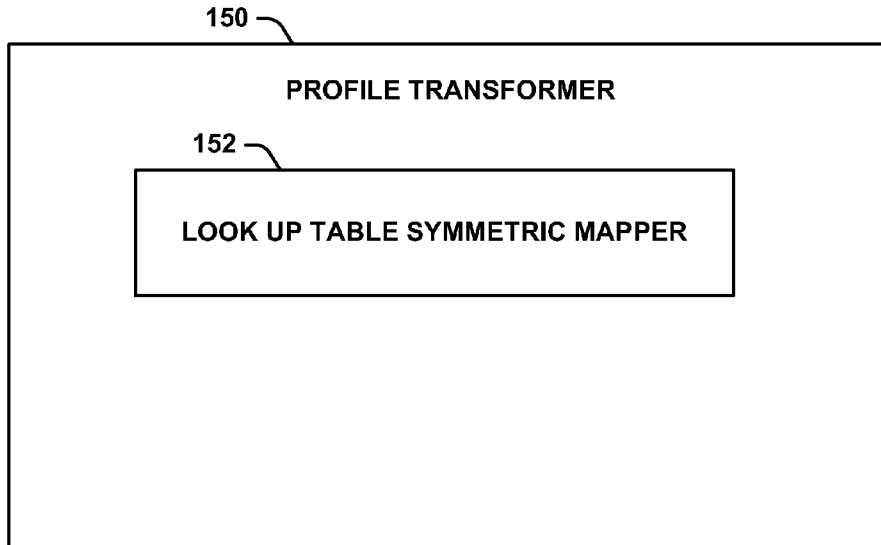 150
PROFILE TRANSFORMER
152
LOOK UP TABLE SYMMETRIC MAPPER